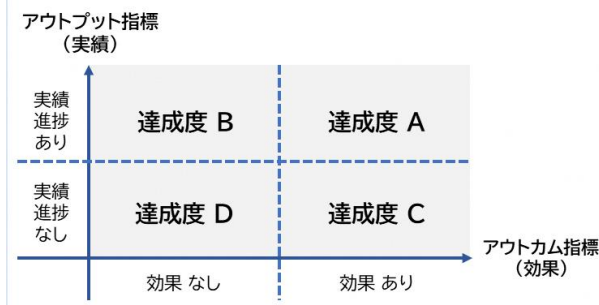 アウトプット指標
（実績）
実績
進捗
あり
達成度 B
達成度 A
実績
進捗
なし
達成度 D
達成度 C
アウトカム指標
（効果）
効果 なし
効果 あり